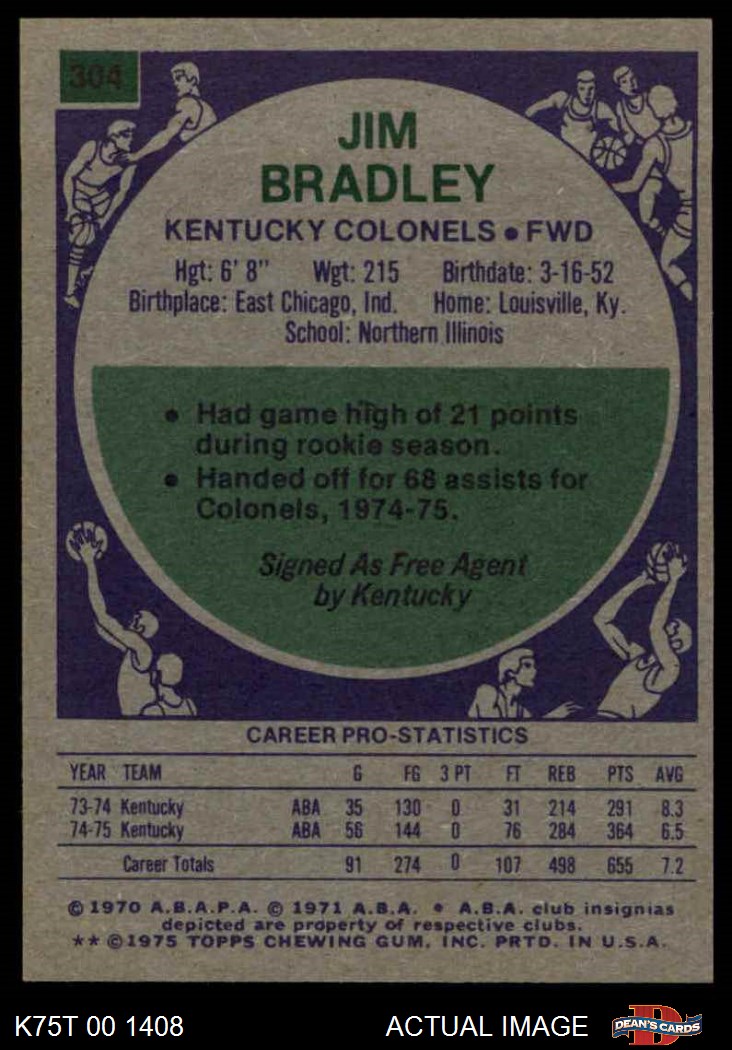 304
JIM
BRADLEY
KENTUCKY COLONELS • FWD
Hgt: 6' 8" Wgt: 215 Birthdate: 3-16-52
Birthplace: East Chicago, Ind. Home: Louisville, Ky.
School: Northern Illinois
• Had game high of 21 points
during rookie season.
• Handed off for 68 assists for
Colonels, 1974-75.
Signed As Free Agent
by Kentucky
CAREER PRO-STATISTICS
YEAR TEAM G FG 3 PT FT REB PTS AVG
73-74 Kentucky ABA 35 130 0 31 214 291 8.3
74-75 Kentucky ABA 56 144 0 76 284 364 6.5
Career Totals 91 274 0 107 498 655 7.2
© 1970 A.B.A.P.A. © 1971 A.B.A. • A.B.A. club insignias
depicted are property of respective clubs.
** © 1975 TOPPS CHEWING GUM, INC. PRTD. IN U.S.A.
K75T 00 1408 ACTUAL IMAGE DEAN'S CARDS